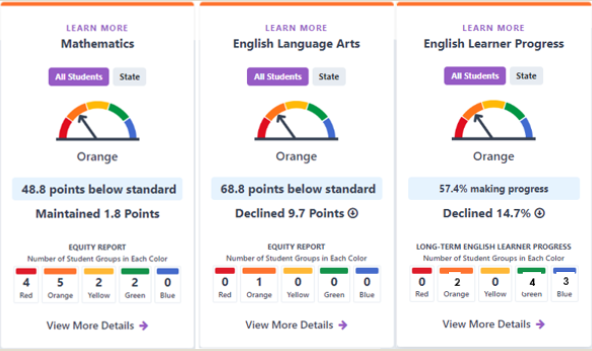 LEARN MORE
Mathematics
All Students State
Orange
48.8 points below standard
Maintained 1.8 Points
EQUITY REPORT
Number of Student Groups in Each Color
4 5 2 2 0
Red Orange Yellow Green Blue
View More Details →
LEARN MORE
English Language Arts
All Students State
Orange
68.8 points below standard
Declined 9.7 Points
EQUITY REPORT
Number of Student Groups in Each Color
0 1 0 0 0
Red Orange Yellow Green Blue
View More Details →
LEARN MORE
English Learner Progress
All Students State
Orange
57.4% making progress
Declined 14.7%
LONG-TERM ENGLISH LEARNER PROGRESS
Number of Student Groups in Each Color
0 2 0 4 3
Red Orange Yellow Green Blue
View More Details →